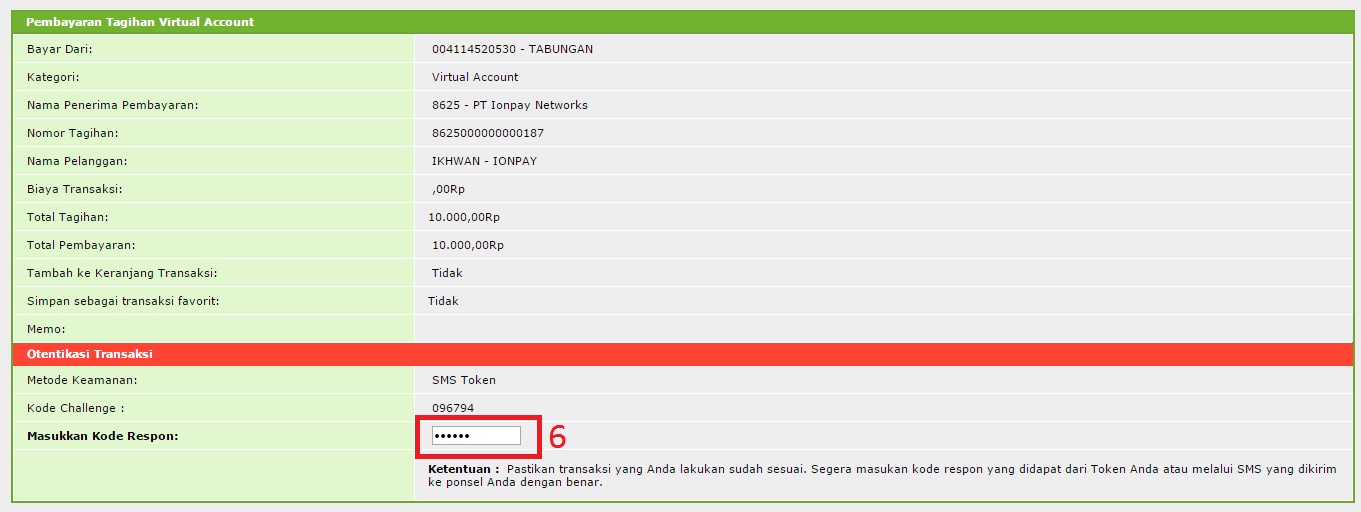 Pembayaran Tagihan Virtual Account
Bayar Dari: 004114520530 - TABUNGAN
Kategori: Virtual Account
Nama Penerima Pembayaran: 8625 - PT Ionpay Networks
Nomor Tagihan: 8625000000000187
Nama Pelanggan: IKHWAN - IONPAY
Biaya Transaksi: ,00Rp
Total Tagihan: 10.000,00Rp
Total Pembayaran: 10.000,00Rp
Tambah ke Keranjang Transaksi: Tidak
Simpan sebagai transaksi favorit: Tidak
Memo:
Otentikasi Transaksi
Metode Keamanan: SMS Token
Kode Challenge : 096794
Masukkan Kode Respon: •••••• 6
Ketentuan : Pastikan transaksi yang Anda lakukan sudah sesuai. Segera masukan kode respon yang didapat dari Token Anda atau melalui SMS yang dikirim
ke ponsel Anda dengan benar.